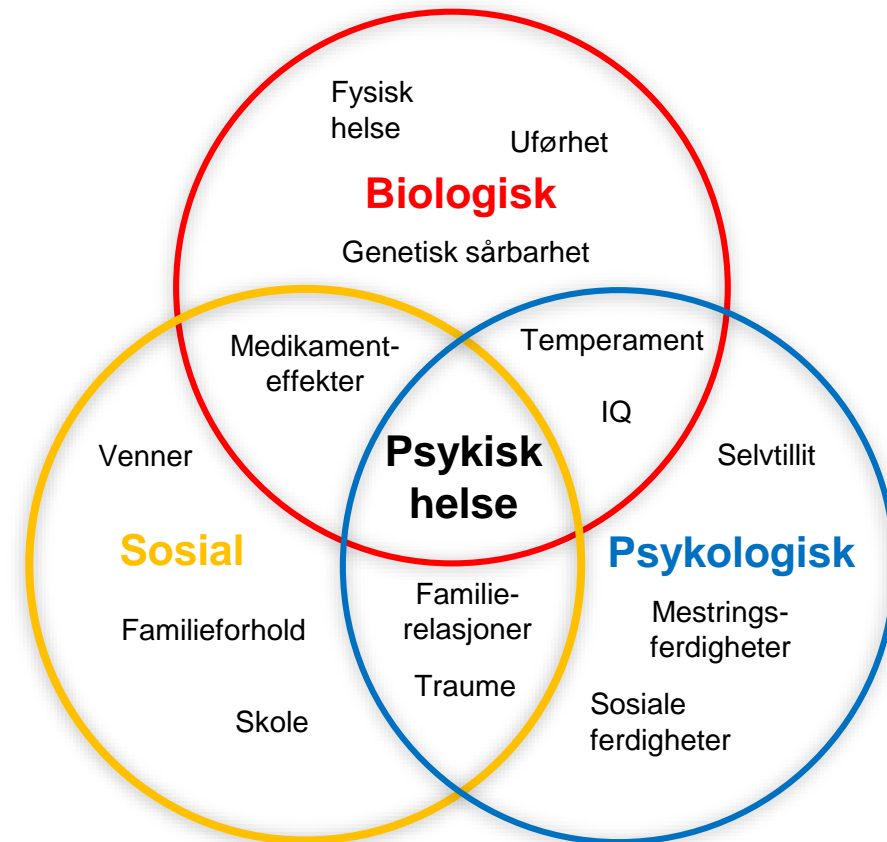 Fysisk
helse
Uførhet
Biologisk
Genetisk sårbarhet
Medikament-
effekter
Temperament
IQ
Venner
Psykisk
helse
Selvtillit
Sosial
Psykologisk
Familie-
relasjoner
Mestrings-
ferdigheter
Familieforhold
Traume
Skole
Sosiale
ferdigheter